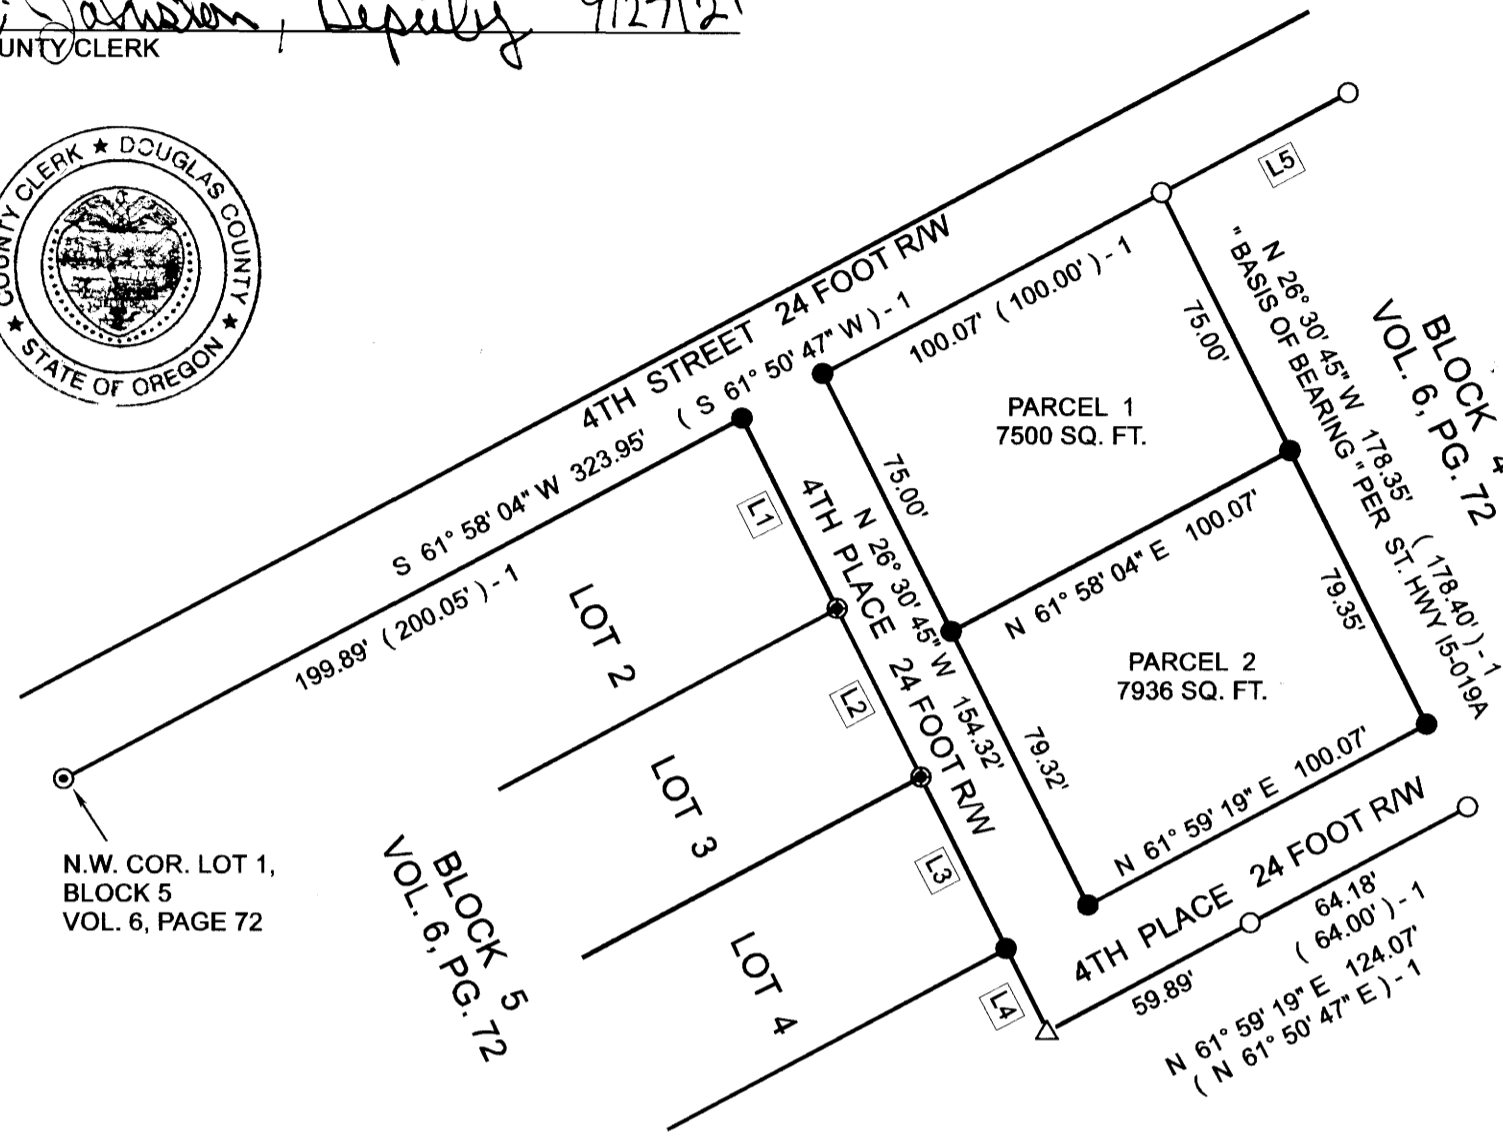 Johnston, Deputy 9/27/21
UNTY CLERK
COUNTY CLERK ★ DOUGLAS COUNTY ★ STATE OF OREGON ★
4TH STREET 24 FOOT R/W
S 61° 58' 04" W 323.95' ( S 61° 50' 47" W ) - 1
199.89' ( 200.05' ) - 1
100.07' ( 100.00' ) - 1
L5
N.W. COR. LOT 1,
BLOCK 5
VOL. 6, PAGE 72
L1
L2
L3
L4
LOT 2
LOT 3
LOT 4
BLOCK 5
VOL. 6, PG. 72
4TH PLACE 24 FOOT R/W
N 26° 30' 45" W 154.32'
75.00'
79.32'
PARCEL 1
7500 SQ. FT.
75.00'
N 61° 58' 04" E 100.07'
PARCEL 2
7936 SQ. FT.
79.35'
N 26° 30' 45" W 178.35' ( 178.40' ) - 1
" BASIS OF BEARING " PER ST. HWY I5-019A
BLOCK 4
VOL. 6, PG. 72
N 61° 59' 19" E 100.07'
4TH PLACE 24 FOOT R/W
59.89'
64.18'
( 64.00' ) - 1
N 61° 59' 19" E 124.07'
( N 61° 50' 47" E ) - 1